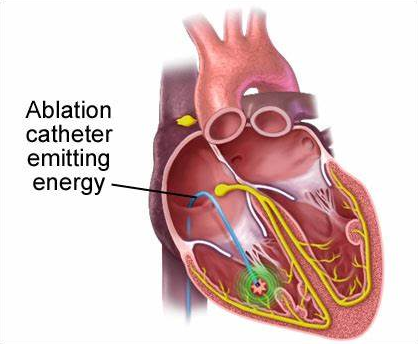 Ablation
catheter
emitting
energy